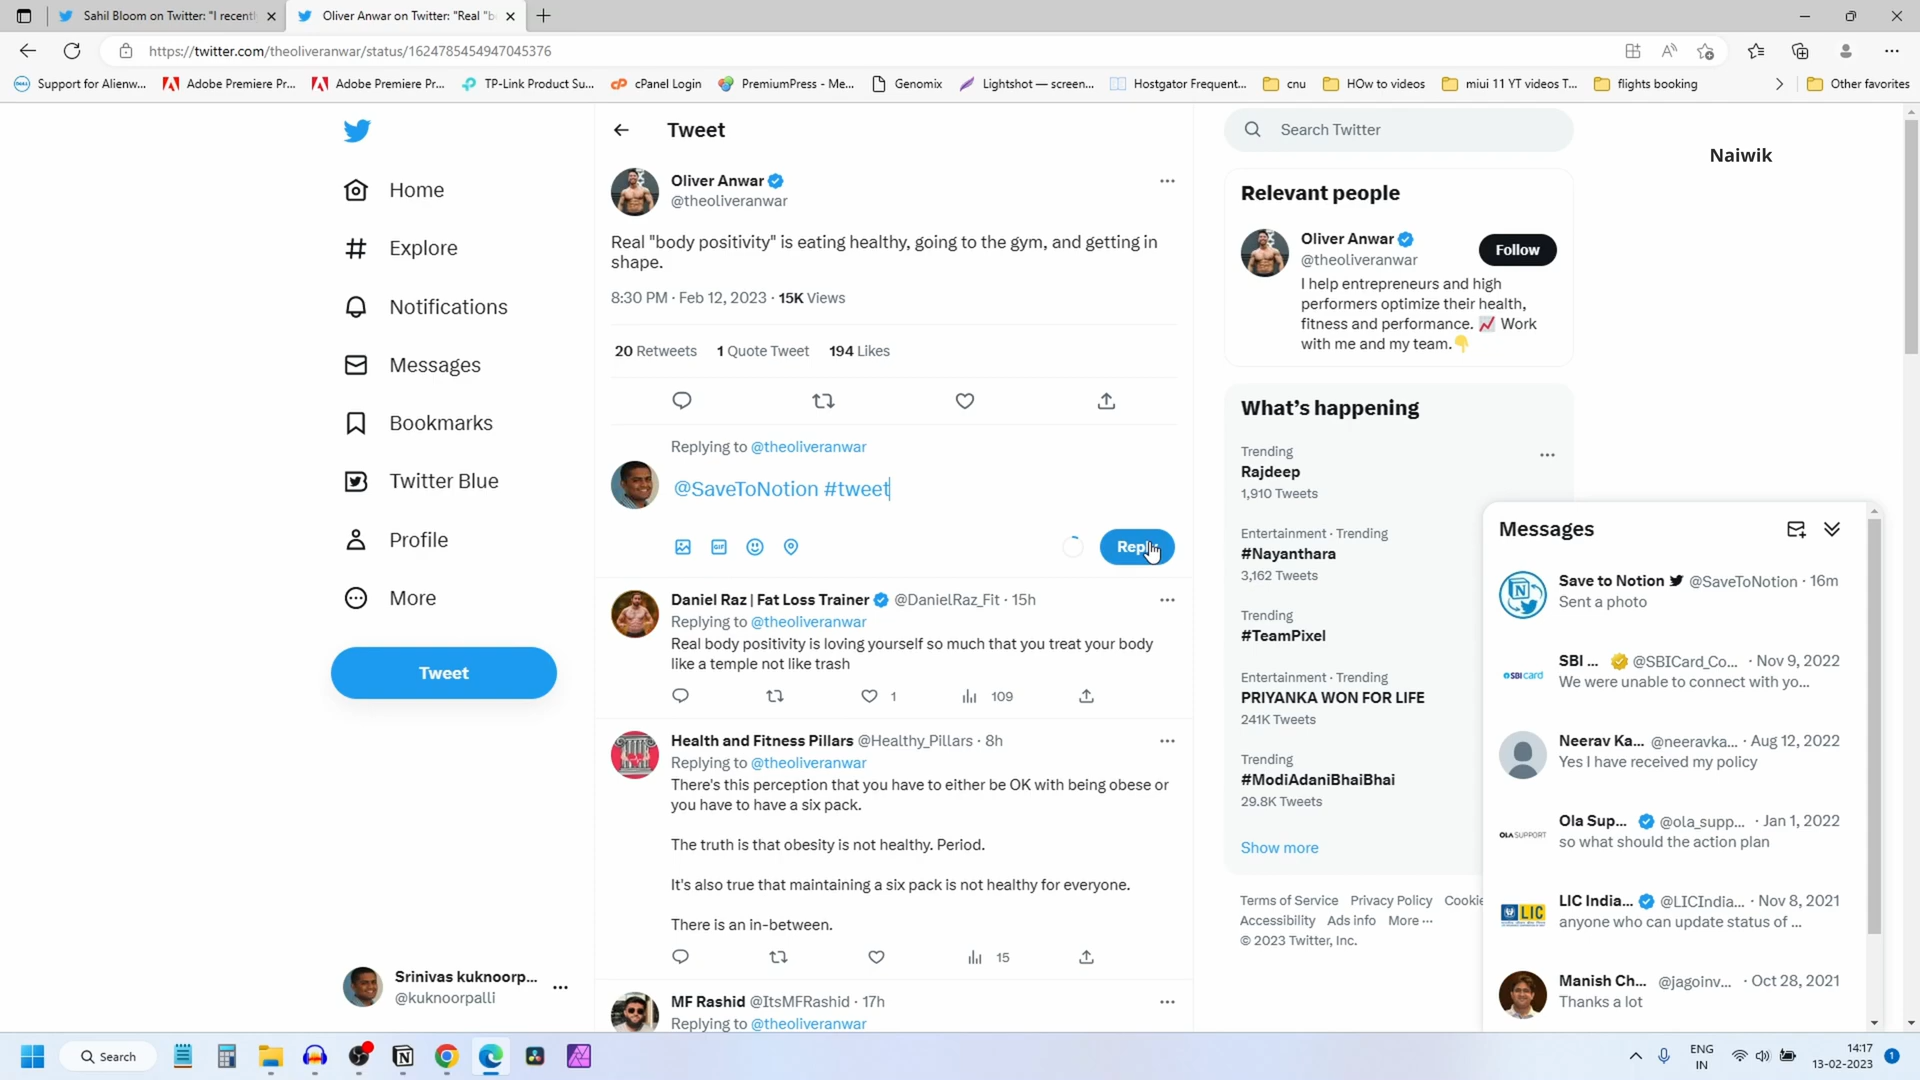 Sahil Bloom on Twitter: "I recent
Oliver Anwar on Twitter: "Real "b
https://twitter.com/theoliveranwar/status/1624785454947045376
Support for Alienw...
Adobe Premiere Pr...
Adobe Premiere Pr...
TP-Link Product Su...
cPanel Login
PremiumPress - Me...
Genomix
Lightshot — screen...
Hostgator Frequent...
cnu
HOw to videos
miui 11 YT videos T...
flights booking
Other favorites
Home
Explore
Notifications
Messages
Bookmarks
Twitter Blue
Profile
More
Tweet
Srinivas kuknoorp...
@kuknoorpalli
Tweet
Oliver Anwar
@theoliveranwar
Real "body positivity" is eating healthy, going to the gym, and getting in
shape.
8:30 PM · Feb 12, 2023 · 15K Views
20 Retweets 1 Quote Tweet 194 Likes
Replying to @theoliveranwar
@SaveToNotion #tweet
GIF
Reply
Daniel Raz | Fat Loss Trainer @DanielRaz_Fit · 15h
Replying to @theoliveranwar
Real body positivity is loving yourself so much that you treat your body
like a temple not like trash
1
109
Health and Fitness Pillars @Healthy_Pillars · 8h
Replying to @theoliveranwar
There's this perception that you have to either be OK with being obese or
you have to have a six pack.
The truth is that obesity is not healthy. Period.
It's also true that maintaining a six pack is not healthy for everyone.
There is an in-between.
15
MF Rashid @ItsMFRashid · 17h
Replying to @theoliveranwar
Search Twitter
Naiwik
Relevant people
Oliver Anwar
@theoliveranwar
Follow
I help entrepreneurs and high
performers optimize their health,
fitness and performance. 📈 Work
with me and my team.👇
What's happening
Trending
Rajdeep
1,910 Tweets
Entertainment · Trending
#Nayanthara
3,162 Tweets
Trending
#TeamPixel
Entertainment · Trending
PRIYANKA WON FOR LIFE
241K Tweets
Trending
#ModiAdaniBhaiBhai
29.8K Tweets
Show more
Terms of Service Privacy Policy Cookie
Accessibility Ads info More ···
© 2023 Twitter, Inc.
Messages
Save to Notion @SaveToNotion · 16m
Sent a photo
SBI card
SBI ... @SBICard_Co... · Nov 9, 2022
We were unable to connect with yo...
Neerav Ka... @neeravka... · Aug 12, 2022
Yes I have received my policy
OLA SUPPORT
Ola Sup... @ola_supp... · Jan 1, 2022
so what should the action plan
LIC
LIC India... @LICIndia... · Nov 8, 2021
anyone who can update status of ...
Manish Ch... @jagoinv... · Oct 28, 2021
Thanks a lot
Search
ENG
IN
14:17
13-02-2023
1